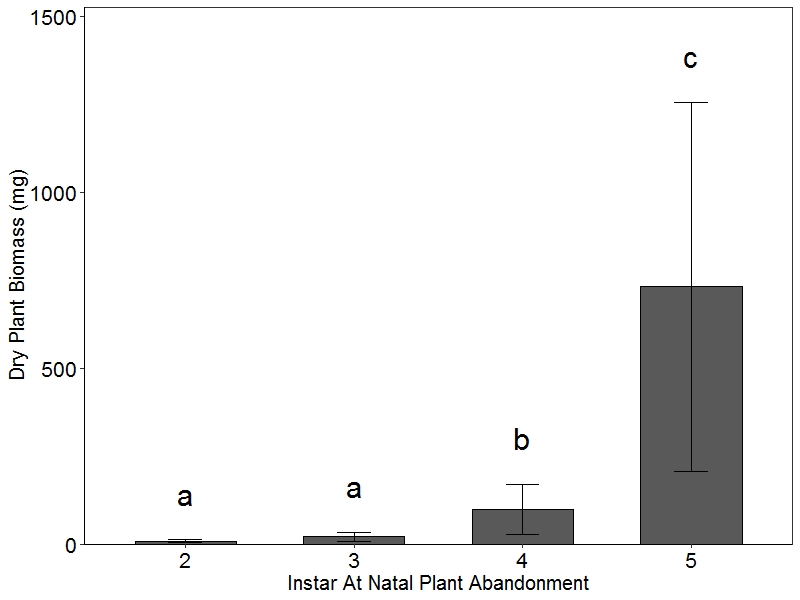 1500
1000
500
0
Dry Plant Biomass (mg)
a
a
b
c
2 3 4 5
Instar At Natal Plant Abandonment